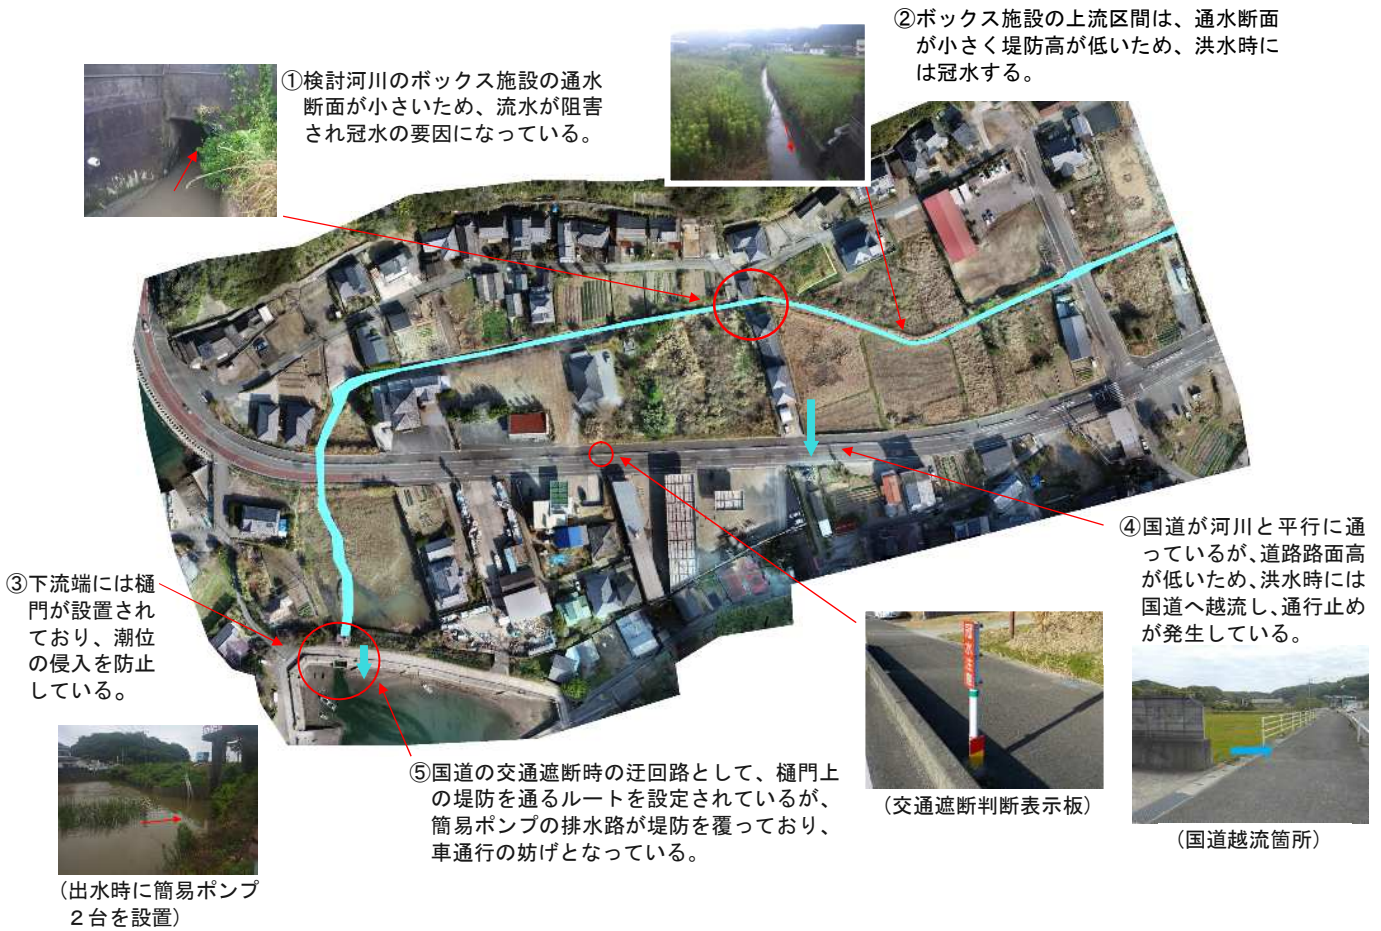 ①検討河川のボックス施設の通水
断面が小さいため、流水が阻害
され冠水の要因になっている。
②ボックス施設の上流区間は、通水断面
が小さく堤防高が低いため、洪水時に
は冠水する。
③下流端には樋
門が設置され
ており、潮位
の侵入を防止
している。
(出水時に簡易ポンプ
２台を設置)
④国道が河川と平行に通
っているが、道路路面高
が低いため、洪水時には
国道へ越流し、通行止め
が発生している。
(国道越流箇所)
(交通遮断判断表示板)
⑤国道の交通遮断時の迂回路として、樋門上
の堤防を通るルートを設定されているが、
簡易ポンプの排水路が堤防を覆っており、
車通行の妨げとなっている。